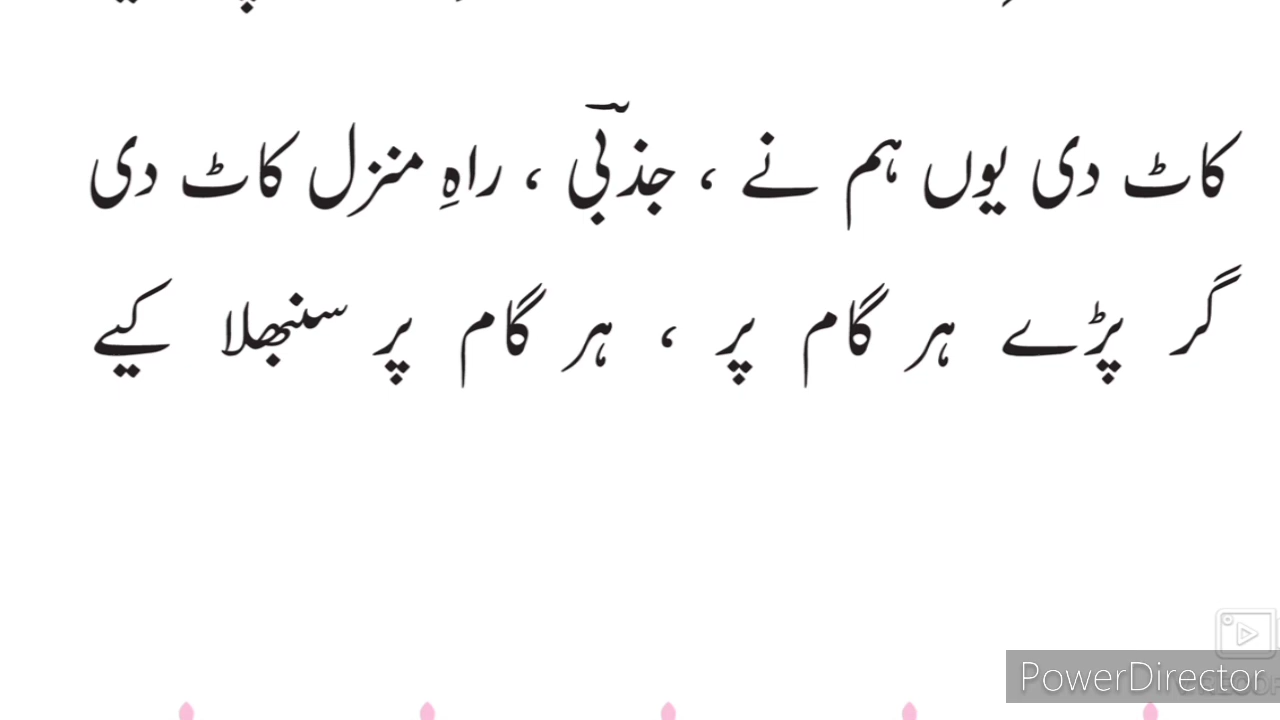 کاٹ دی یوں ہم نے ، جذبیؔ ، راہِ منزل کاٹ دی
گر پڑے ہر گام پر ، ہر گام پر سنبھلا کیے
PowerDirector